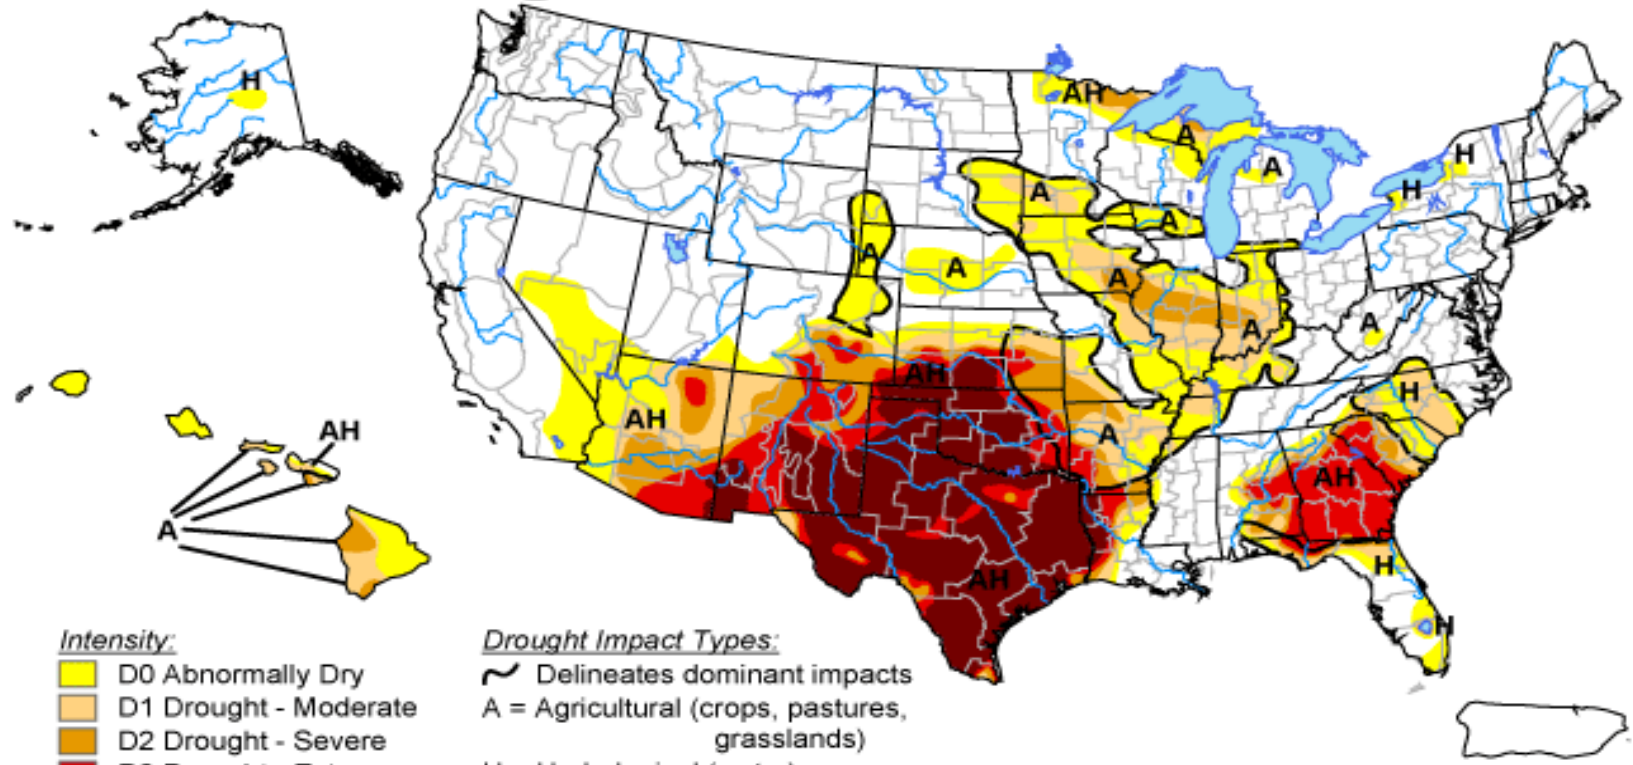 H
AH
A
A
H
H
A
A
A
A
A
A
A
AH
H
AH
AH
A
AH
A
AH
H
H
Intensity:
D0 Abnormally Dry
D1 Drought - Moderate
D2 Drought - Severe
Drought Impact Types:
Delineates dominant impacts
A = Agricultural (crops, pastures,
grasslands)